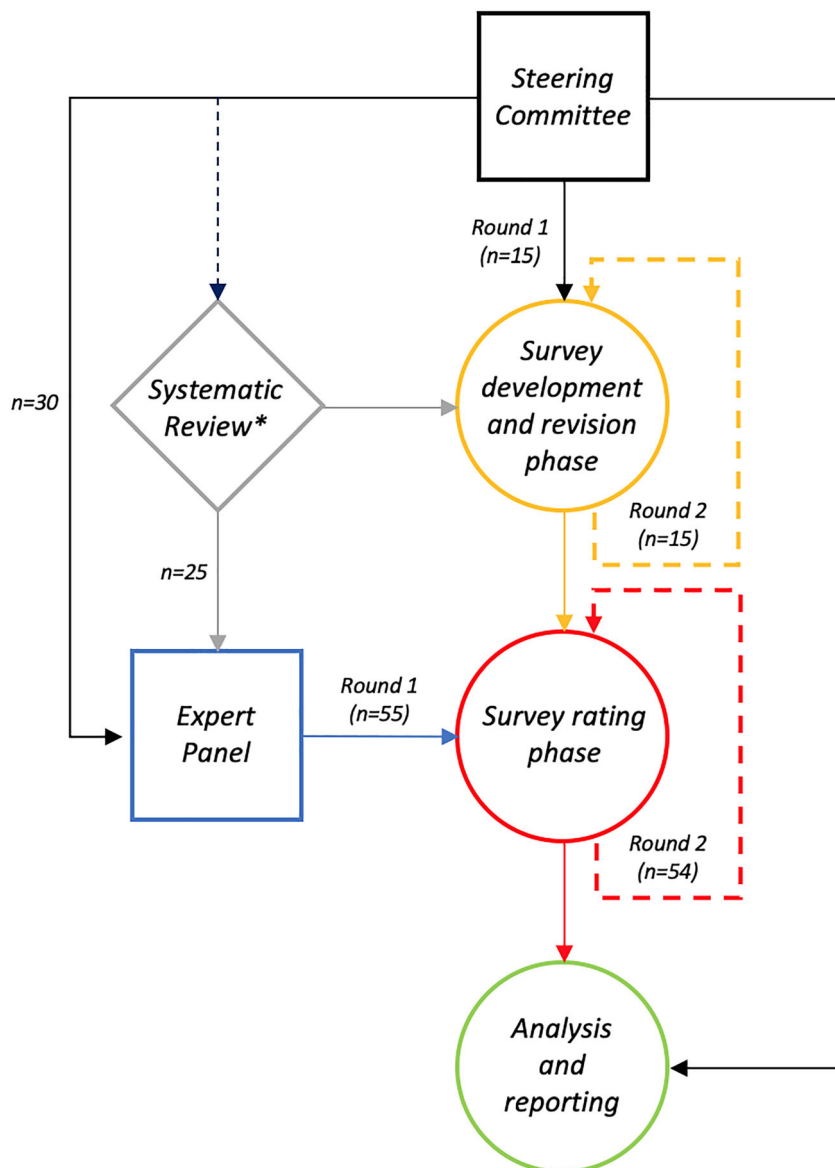 Steering
Committee
Round 1
(n=15)
Systematic
Review*
Survey
development
and revision
phase
n=30
Round 2
(n=15)
n=25
Expert
Panel
Round 1
(n=55)
Survey rating
phase
Round 2
(n=54)
Analysis
and
reporting